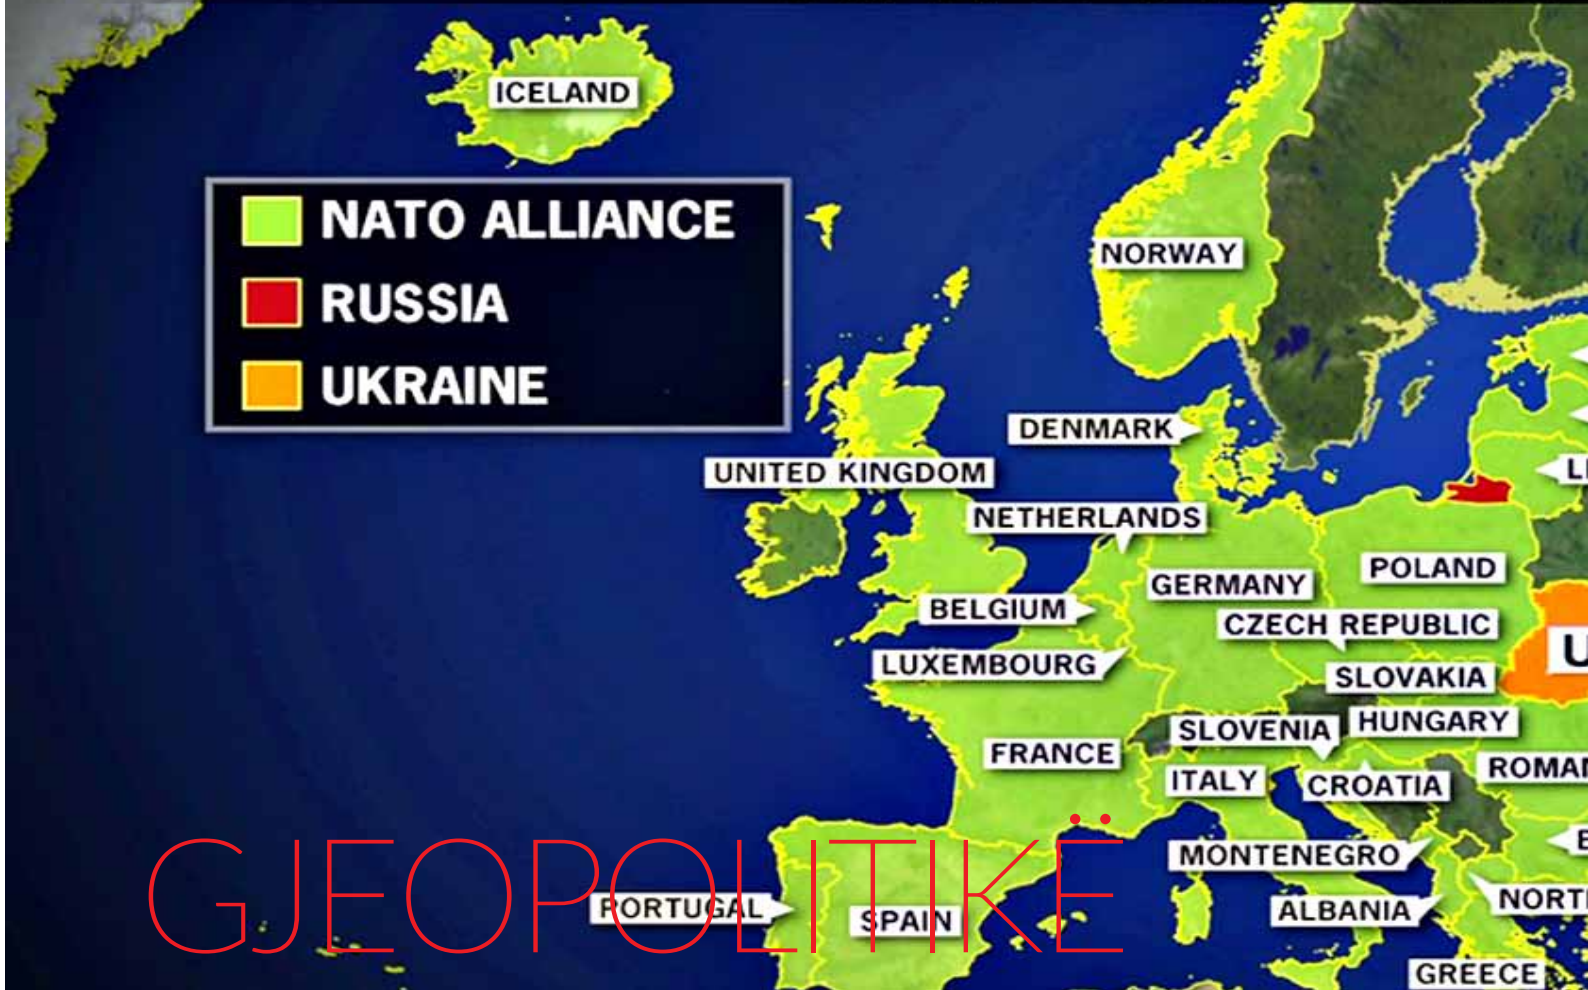 ICELAND
NATO ALLIANCE
RUSSIA
UKRAINE
NORWAY
DENMARK
UNITED KINGDOM
NETHERLANDS
POLAND
GERMANY
BELGIUM
CZECH REPUBLIC
LUXEMBOURG
SLOVAKIA
HUNGARY
SLOVENIA
FRANCE
ITALY
CROATIA
ROMAN
MONTENEGRO
GJEOPOLITIKË
PORTUGAL
SPAIN
ALBANIA
GREECE